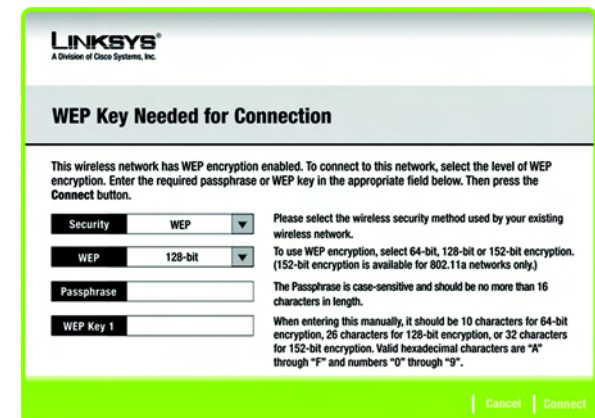 LINKSYS®
A Division of Cisco Systems, Inc.
WEP Key Needed for Connection
This wireless network has WEP encryption enabled. To connect to this network, select the level of WEP
encryption. Enter the required passphrase or WEP key in the appropriate field below. Then press the
Connect button.
Security WEP
Please select the wireless security method used by your existing
wireless network.
WEP 128-bit
To use WEP encryption, select 64-bit, 128-bit or 152-bit encryption.
(152-bit encryption is available for 802.11a networks only.)
Passphrase
The Passphrase is case-sensitive and should be no more than 16
characters in length.
WEP Key 1
When entering this manually, it should be 10 characters for 64-bit
encryption, 26 characters for 128-bit encryption, or 32 characters
for 152-bit encryption. Valid hexadecimal characters are "A"
through "F" and numbers "0" through "9".
Cancel Connect